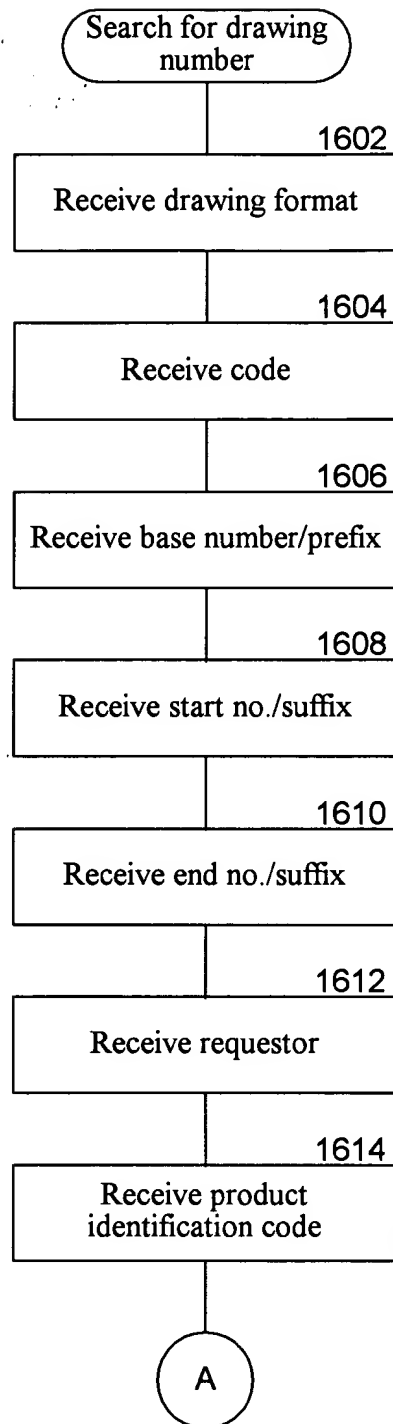 Search for drawing
number
1602
Receive drawing format
1604
Receive code
1606
Receive base number/prefix
1608
Receive start no./suffix
1610
Receive end no./suffix
1612
Receive requestor
1614
Receive product
identification code
A